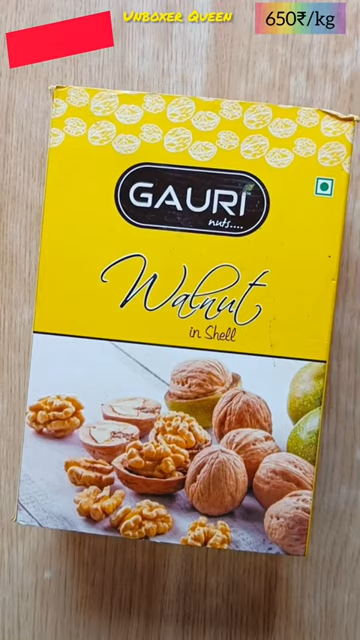 Unboxer Queen
650₹/kg
GAURI
nuts....
Walnut
in Shell